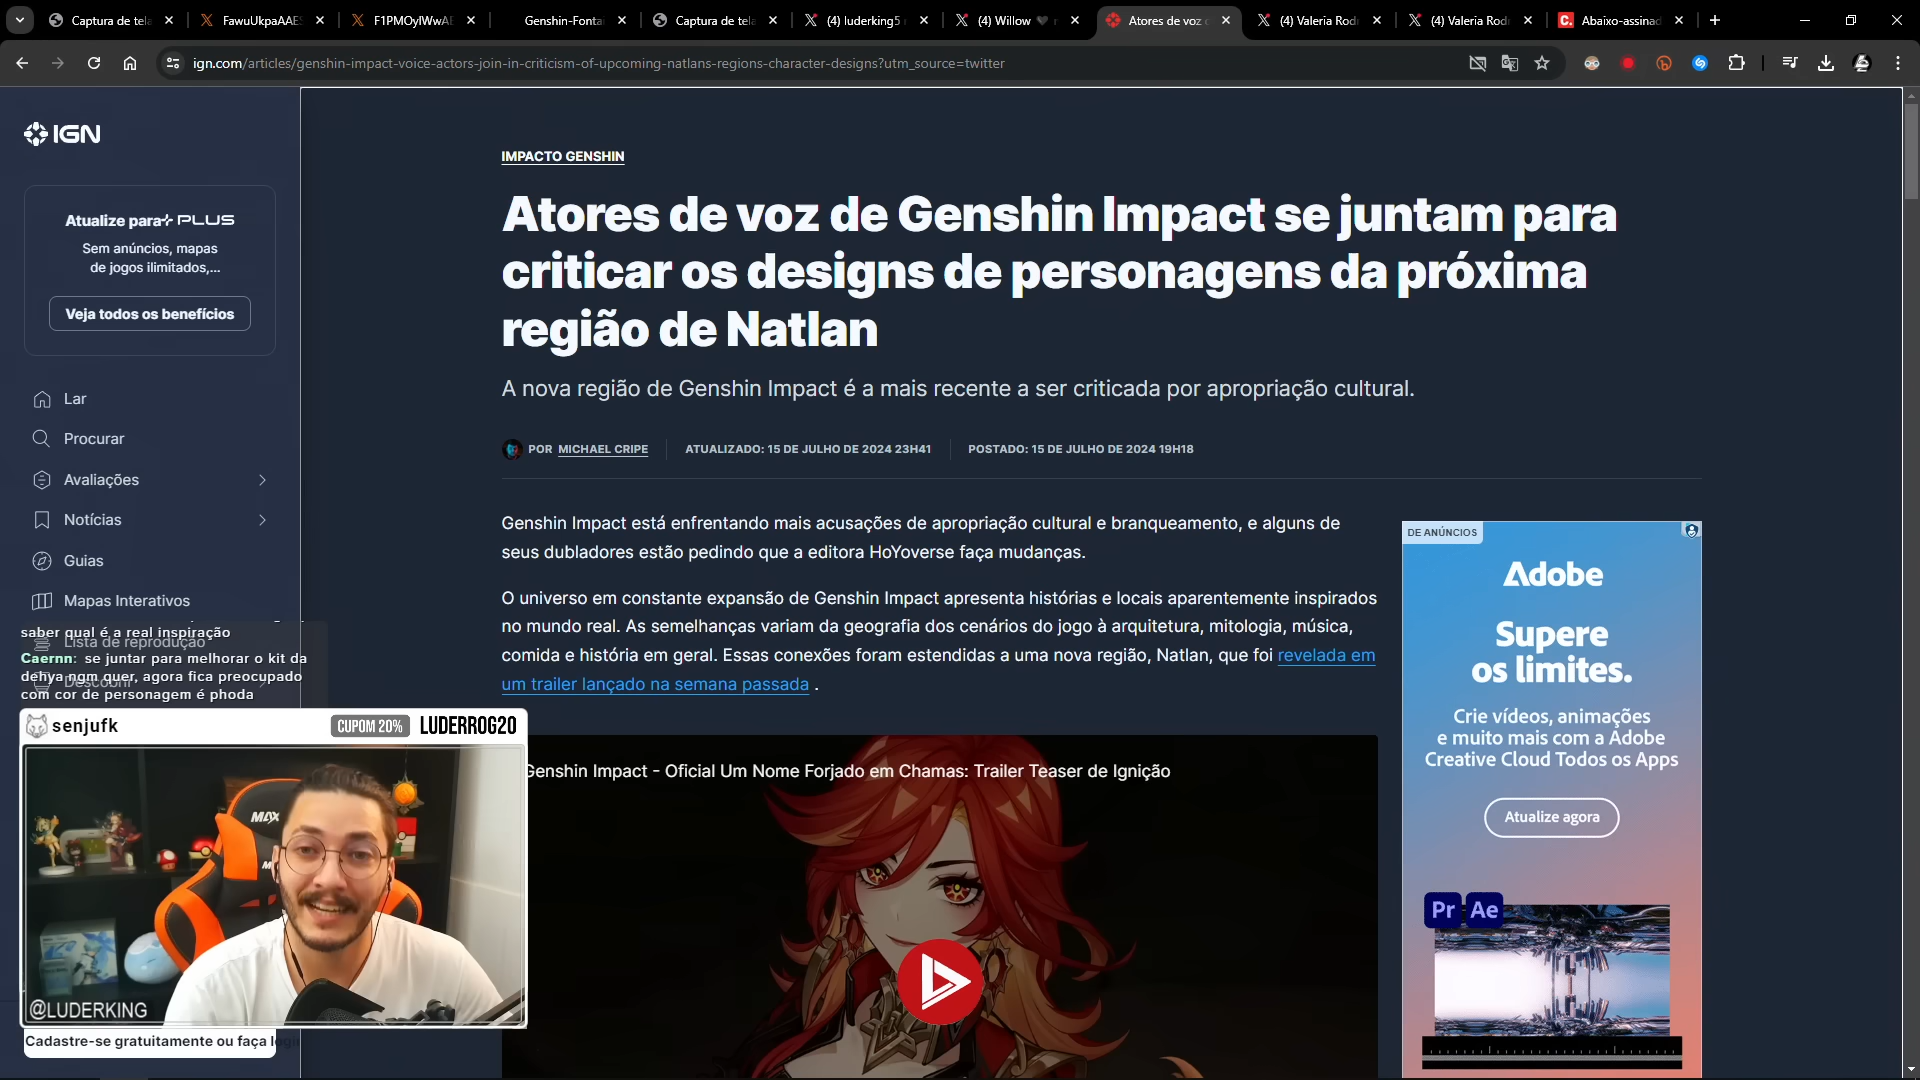 Captura de tela
FawuUkpaAAES
F1PMOylWwAE
Genshin-Fontai
Captura de tela
(4) luderking5
(4) Willow
Atores de voz d
(4) Valeria Rodr
(4) Valeria Rod
Abaixo-assinad
ign.com/articles/genshin-impact-voice-actors-join-in-criticism-of-upcoming-natlans-regions-character-designs?utm_source=twitter
IGN
Atualize para + PLUS
Sem anúncios, mapas
de jogos ilimitados,...
Veja todos os benefícios
Lar
Procurar
Avaliações
Notícias
Guias
Mapas Interativos
Lista de reprodução
saber qual é a real inspiração
Caernn: se juntar para melhorar o kit da
dehya ngm quer, agora fica preocupado
com cor de personagem é phoda
senjufk
CUPOM 20%
LUDERROG20
MAX
@LUDERKING
Cadastre-se gratuitamente ou faça
IMPACTO GENSHIN
Atores de voz de Genshin Impact se juntam para
criticar os designs de personagens da próxima
região de Natlan
A nova região de Genshin Impact é a mais recente a ser criticada por apropriação cultural.
POR MICHAEL CRIPE
ATUALIZADO: 15 DE JULHO DE 2024 23H41
POSTADO: 15 DE JULHO DE 2024 19H18
Genshin Impact está enfrentando mais acusações de apropriação cultural e branqueamento, e alguns de
seus dubladores estão pedindo que a editora HoYoverse faça mudanças.
O universo em constante expansão de Genshin Impact apresenta histórias e locais aparentemente inspirados
no mundo real. As semelhanças variam da geografia dos cenários do jogo à arquitetura, mitologia, música,
comida e história em geral. Essas conexões foram estendidas a uma nova região, Natlan, que foi revelada em
um trailer lançado na semana passada .
Genshin Impact - Oficial Um Nome Forjado em Chamas: Trailer Teaser de Ignição
DE ANÚNCIOS
Adobe
Supere
os limites.
Crie vídeos, animações
e muito mais com a Adobe
Creative Cloud Todos os Apps
Atualize agora
Pr Ae